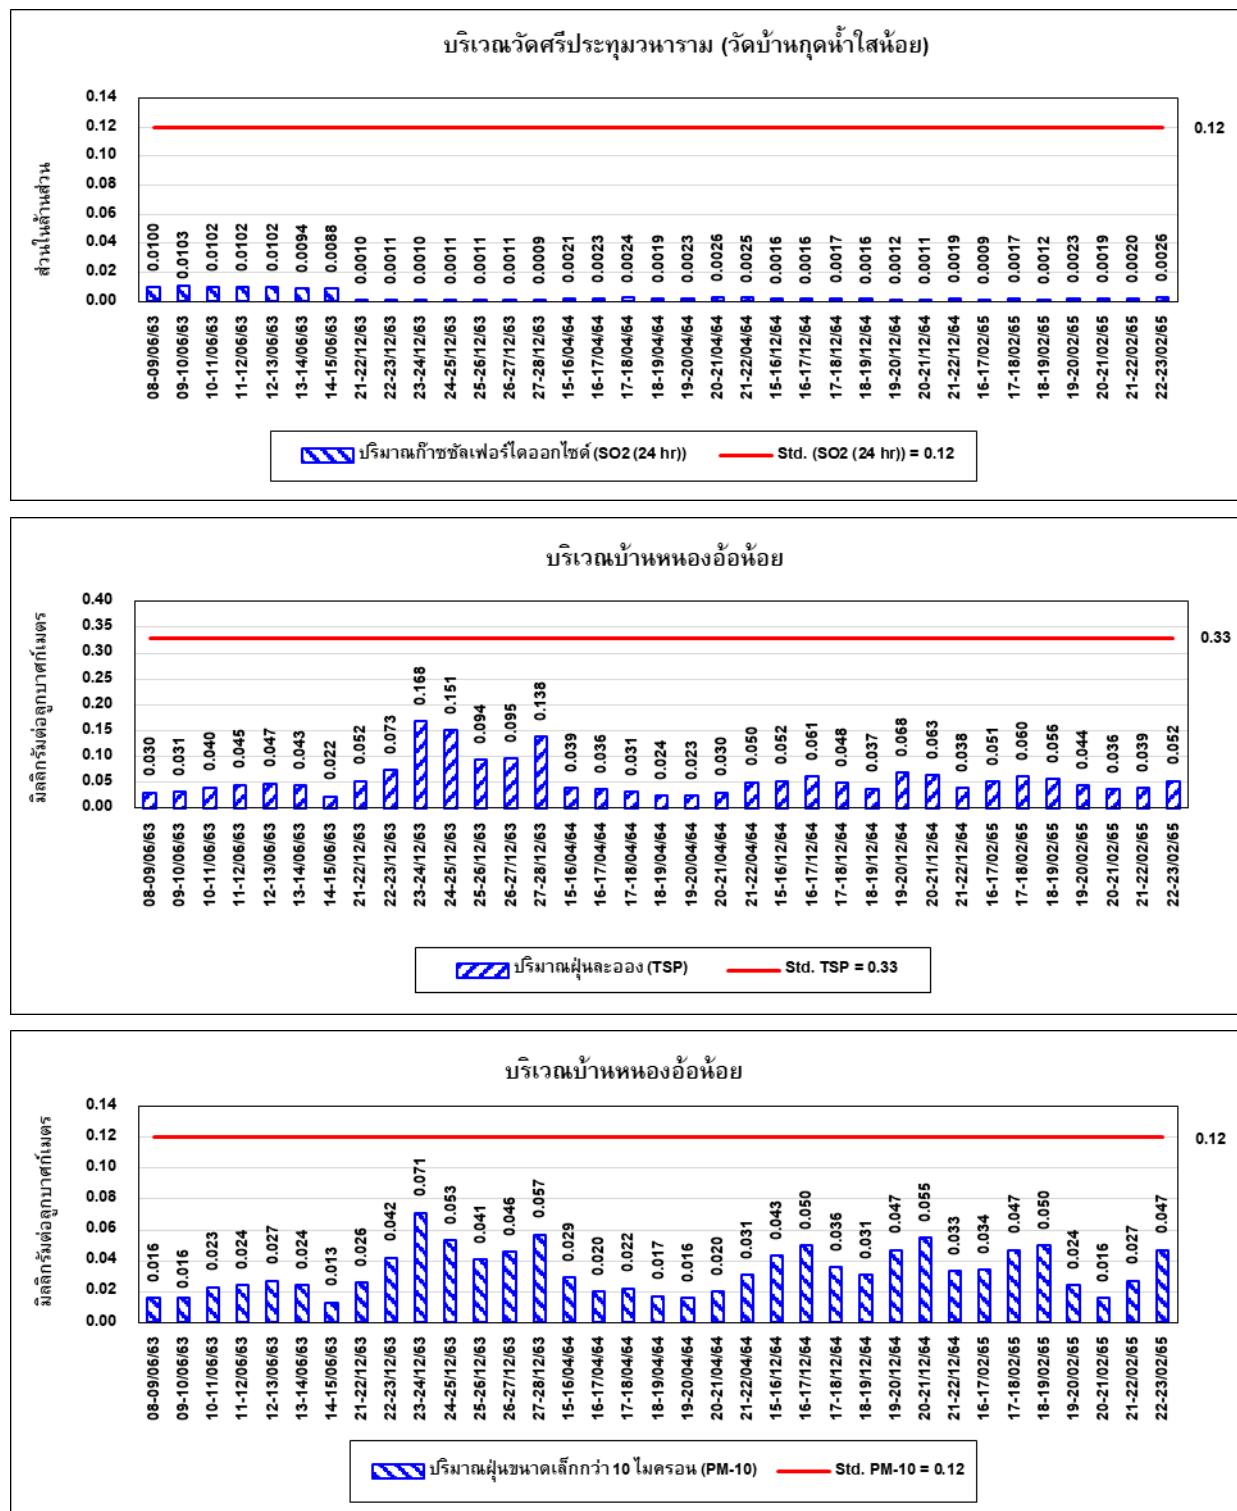 บริเวณวัดศรีประทุมวนาราม (วัดบ้านกุดน้ำใสน้อย)
ส่วนในล้านส่วน
0.14
0.12
0.10
0.08
0.06
0.04
0.02
0.00
0.12
0.0100 0.0103 0.0102 0.0102 0.0102 0.0094 0.0088 0.0010 0.0011 0.0010 0.0011 0.0011 0.0011 0.0009 0.0021 0.0023 0.0024 0.0019 0.0023 0.0026 0.0025 0.0016 0.0016 0.0017 0.0016 0.0012 0.0011 0.0019 0.0009 0.0017 0.0012 0.0023 0.0019 0.0020 0.0026
08-09/06/63 09-10/06/63 10-11/06/63 11-12/06/63 12-13/06/63 13-14/06/63 14-15/06/63 21-22/12/63 22-23/12/63 23-24/12/63 24-25/12/63 25-26/12/63 26-27/12/63 27-28/12/63 15-16/04/64 16-17/04/64 17-18/04/64 18-19/04/64 19-20/04/64 20-21/04/64 21-22/04/64 15-16/12/64 16-17/12/64 17-18/12/64 18-19/12/64 19-20/12/64 20-21/12/64 21-22/12/64 16-17/02/65 17-18/02/65 18-19/02/65 19-20/02/65 20-21/02/65 21-22/02/65 22-23/02/65
ปริมาณก๊าซซัลเฟอร์ไดออกไซด์ (SO2 (24 hr)) Std. (SO2 (24 hr)) = 0.12
บริเวณบ้านหนองอ้อน้อย
มิลลิกรัมต่อลูกบาศก์เมตร
0.40
0.35
0.30
0.25
0.20
0.15
0.10
0.05
0.00
0.33
0.030 0.031 0.040 0.045 0.047 0.043 0.022 0.052 0.073 0.168 0.151 0.094 0.095 0.138 0.039 0.036 0.031 0.024 0.023 0.030 0.050 0.052 0.061 0.048 0.037 0.068 0.063 0.038 0.051 0.060 0.056 0.044 0.036 0.039 0.052
08-09/06/63 09-10/06/63 10-11/06/63 11-12/06/63 12-13/06/63 13-14/06/63 14-15/06/63 21-22/12/63 22-23/12/63 23-24/12/63 24-25/12/63 25-26/12/63 26-27/12/63 27-28/12/63 15-16/04/64 16-17/04/64 17-18/04/64 18-19/04/64 19-20/04/64 20-21/04/64 21-22/04/64 15-16/12/64 16-17/12/64 17-18/12/64 18-19/12/64 19-20/12/64 20-21/12/64 21-22/12/64 16-17/02/65 17-18/02/65 18-19/02/65 19-20/02/65 20-21/02/65 21-22/02/65 22-23/02/65
ปริมาณฝุ่นละออง (TSP) Std. TSP = 0.33
บริเวณบ้านหนองอ้อน้อย
มิลลิกรัมต่อลูกบาศก์เมตร
0.14
0.12
0.10
0.08
0.06
0.04
0.02
0.00
0.12
0.016 0.016 0.023 0.024 0.027 0.024 0.013 0.026 0.042 0.071 0.053 0.041 0.046 0.057 0.029 0.020 0.022 0.017 0.016 0.020 0.031 0.043 0.050 0.036 0.031 0.047 0.055 0.033 0.034 0.047 0.050 0.024 0.016 0.027 0.047
08-09/06/63 09-10/06/63 10-11/06/63 11-12/06/63 12-13/06/63 13-14/06/63 14-15/06/63 21-22/12/63 22-23/12/63 23-24/12/63 24-25/12/63 25-26/12/63 26-27/12/63 27-28/12/63 15-16/04/64 16-17/04/64 17-18/04/64 18-19/04/64 19-20/04/64 20-21/04/64 21-22/04/64 15-16/12/64 16-17/12/64 17-18/12/64 18-19/12/64 19-20/12/64 20-21/12/64 21-22/12/64 16-17/02/65 17-18/02/65 18-19/02/65 19-20/02/65 20-21/02/65 21-22/02/65 22-23/02/65
ปริมาณฝุ่นขนาดเล็กกว่า 10 ไมครอน (PM-10) Std. PM-10 = 0.12